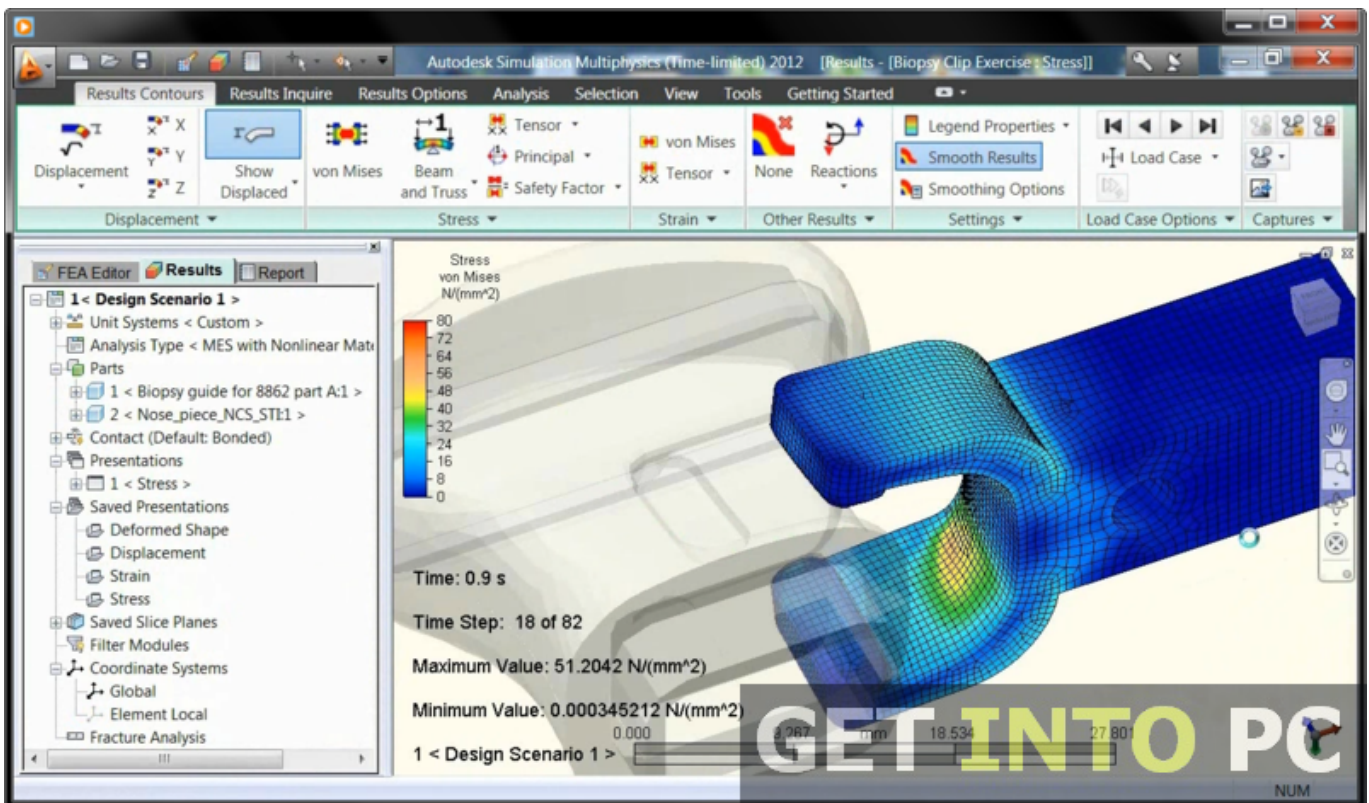 Autodesk Simulation Multiphysics (Time-limited) 2012 [Results - [Biopsy Clip Exercise : Stress]]
Results Contours Results Inquire Results Options Analysis Selection View Tools Getting Started
Displacement
X
Y
Z
Show
Displaced
von Mises
Beam
and Truss
Tensor
Principal
Safety Factor
von Mises
Tensor
None
Reactions
Legend Properties
Smooth Results
Smoothing Options
Load Case
Displacement Stress Strain Other Results Settings Load Case Options Captures
FEA Editor Results Report
1< Design Scenario 1 >
Unit Systems < Custom >
Analysis Type < MES with Nonlinear Mate
Parts
1 < Biopsy guide for 8862 part A:1 >
2 < Nose_piece_NCS_STI:1 >
Contact (Default: Bonded)
Presentations
1 < Stress >
Saved Presentations
Deformed Shape
Displacement
Strain
Stress
Saved Slice Planes
Filter Modules
Coordinate Systems
Global
Element Local
Fracture Analysis
Stress
von Mises
N/(mm^2)
80
72
64
56
48
40
32
24
16
8
0
Time: 0.9 s
Time Step: 18 of 82
Maximum Value: 51.2042 N/(mm^2)
Minimum Value: 0.000345212 N/(mm^2)
0.000 9.267 mm 18.534 27.801
1 < Design Scenario 1 >
GET INTO PC
NUM